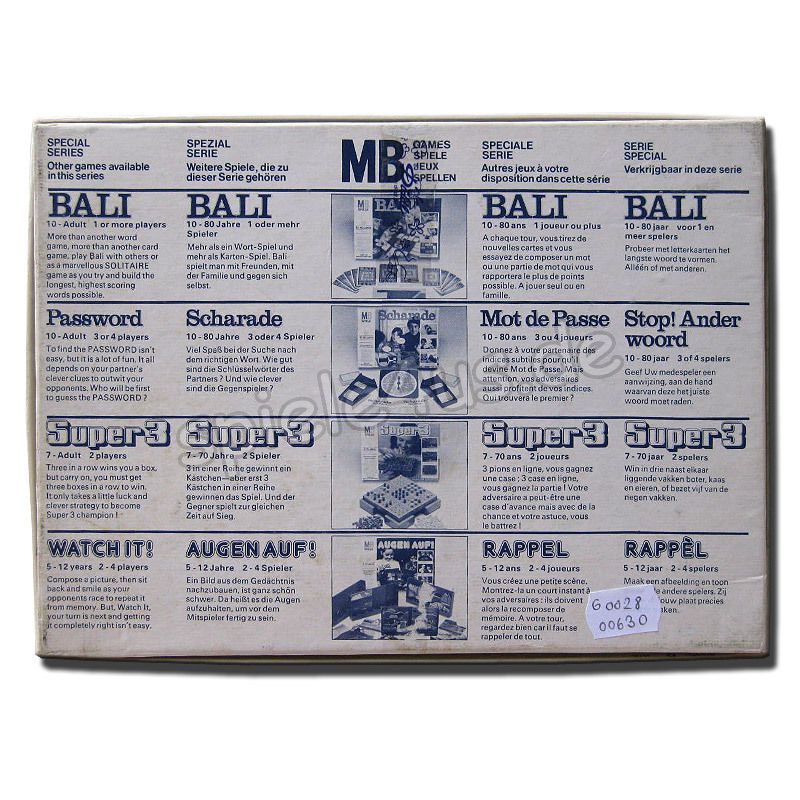 SPECIAL
SERIES
Other games available
in this series
SPEZIAL
SERIE
Weitere Spiele, die zu
dieser Serie gehören
MB
GAMES
SPIELE
JEUX
SPELLEN
SPECIALE
SERIE
Autres jeux à votre
disposition dans cette série
SERIE
SPECIAL
Verkrijgbaar in deze serie
BALI
10 - Adult 1 or more players
More than another word
game, more than another card
game, play Bali with others or
as a marvellous SOLITAIRE
game as you try and build the
longest, highest scoring
words possible.
BALI
10 - 80 Jahre 1 oder mehr
Spieler
Mehr als ein Wort-Spiel und
mehr als Karten-Spiel. Bali-
spielt man mit Freunden, mit
der Familie und gegen sich
selbst.
MB
BALI
BALI
10 - 80 ans 1 joueur ou plus
A chaque tour, vous tirez de
nouvelles cartes et vous
essayez de composer un mot
ou une partie de mot qui vous
rapportera le plus de points
possible. A jouer seul ou en
famille.
BALI
10 - 80 jaar voor 1 en
meer spelers
Probeer met letterkaarten het
langste woord te vormen.
Alléén of met anderen.
Password
10 - Adult 3 or 4 players
To find the PASSWORD isn't
easy, but it is a lot of fun. It all
depends on your partner's
clever clues to outwit your
opponents. Who will be first
to guess the PASSWORD ?
Scharade
10 - 80 Jahre 3 oder 4 Spieler
Viel Spaß bei der Suche nach
dem richtigen Wort. Wie gut
sind die Schlüsselwörter des
Partners ? Und wie clever
sind die Gegenspieler ?
MB
Scharade
Mot de Passe
10 - 80 ans 3 ou 4 joueurs
Donnez à votre partenaire des
indices subtiles pour qu'il
devine Mot de Passe. Mais
attention, vos adversaires
aussi profitent de vos indices.
Qui trouvera le premier ?
Stop! Ander
woord
10 - 80 jaar 3 of 4 spelers
Geef Uw medespeler een
aanwijzing, aan de hand
waarvan deze het juiste
woord moet raden.
Super 3
7 - Adult 2 players
Three in a row wins you a box,
but carry on, you must get
three boxes in a row to win.
It only takes a little luck and
clever strategy to become
Super 3 champion !
Super 3
7 - 70 Jahre 2 Spieler
3 in einer Reihe gewinnt ein
Kästchen—aber erst 3
Kästchen in einer Reihe
gewinnen das Spiel. Und der
Gegner spielt zur gleichen
Zeit auf Sieg.
MB
Super 3
Super 3
7 - 70 ans 2 joueurs
3 pions en ligne, vous gagnez
une case ; 3 case en ligne,
vous gagnez la partie ! Votre
adversaire a peut-être une
case d'avance mais avec de la
chance et votre astuce, vous
le battrez !
Super 3
7 - 70 jaar 2 spelers
Win in drie naast elkaar
liggende vakken boter, kaas
en eieren, of bezet vijf van de
negen vakken.
WATCH IT!
5 - 12 years 2 - 4 players
Compose a picture, then sit
back and smile as your
opponents race to repeat it
from memory. But, Watch It,
your turn is next and getting
it completely right isn't easy.
AUGEN AUF!
5 - 12 Jahre 2 - 4 Spieler
Ein Bild aus dem Gedächtnis
nachzubauen, ist ganz schön
schwer. Da heißt es die Augen
aufzuhalten, um vor dem
Mitspieler fertig zu sein.
MB
AUGEN AUF!
RAPPEL
5 - 12 ans 2 - 4 joueurs
Vous créez une petite scène.
Montrez-la un court instant à
vos adversaires : ils doivent
alors la recomposer de
mémoire. A votre tour,
regardez bien car il faut se
rappeler de tout.
RAPPÈL
5 - 12 jaar 2 - 4 spelers
Maak een afbeelding en toon
andere spelers. Zij
plaat precies
G 0028
00630